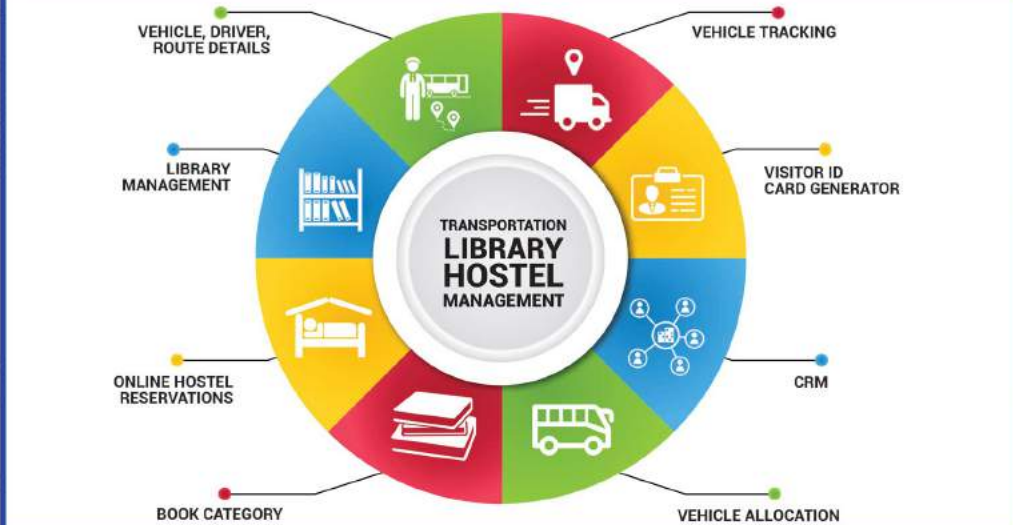 VEHICLE, DRIVER,
ROUTE DETAILS
VEHICLE TRACKING
LIBRARY
MANAGEMENT
VISITOR ID
CARD GENERATOR
TRANSPORTATION
LIBRARY
HOSTEL
MANAGEMENT
ONLINE HOSTEL
RESERVATIONS
CRM
BOOK CATEGORY
VEHICLE ALLOCATION